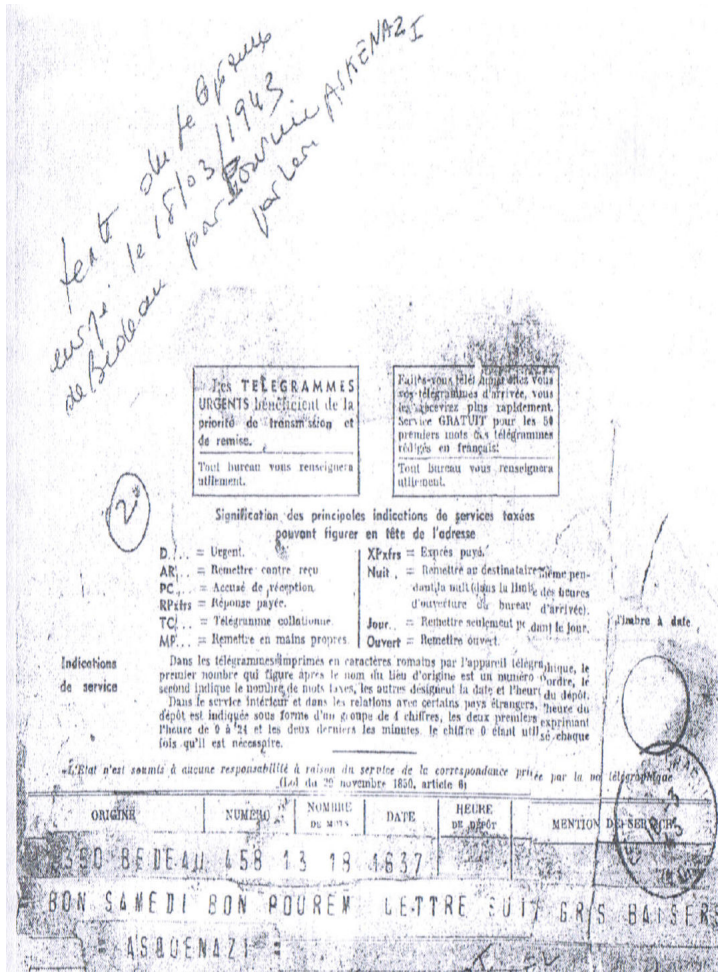 texte du télégramme
le 18/03/1943
de Bedeau par
par Léon ASKENAZI
Les TELEGRAMMES
URGENTS bénéficient de la
priorité de transmission et
de remise.
Tout bureau vous renseignera
utilement.
Faites-vous téléphoner chez vous
vos télégrammes d'arrivée, vous
les recevrez plus rapidement.
Service GRATUIT pour les 50
premiers mots des télégrammes
rédigés en français:
Tout bureau vous renseignera
utilement.
2
Signification des principales indications de services taxées
pouvant figurer en tête de l'adresse
D.... = Urgent.
AR... = Remettre contre reçu
PC... = Accusé de réception.
RPxfrs = Réponse payée.
TC... = Télégramme collationné.
MP... = Remettre en mains propres.
XPxfrs = Exprès payé.
Nuit. = Remettre au destinataire même pen-
dant la nuit (dans la limite des heures
d'ouverture du bureau d'arrivée).
Jour.. = Remettre seulement pendant le jour.
Ouvert = Remettre ouvert.
Timbre à date
Indications
de service
Dans les télégrammes imprimés en caractères romains par l'appareil télégraphique, le
premier nombre qui figure après le nom du lieu d'origine est un numéro d'ordre, le
second indique le nombre de mots taxés, les autres désignent la date et l'heure du dépôt.
Dans le service intérieur et dans les relations avec certains pays étrangers, l'heure du
dépôt est indiquée sous forme d'un groupe de 4 chiffres, les deux premiers exprimant
l'heure de 0 à 24 et les deux derniers les minutes, le chiffre 0 étant utilisé chaque
fois qu'il est nécessaire.
L'Etat n'est soumis à aucune responsabilité à raison du service de la correspondance privée par la voie télégraphique
(Loi du 29 novembre 1850, article 6)
ORIGINE NUMÉRO NOMBRE DE MOTS DATE HEURE DE DÉPÔT MENTION DE SERVICE
BEDEAU 458 13 18 1637
BON SAMEDI BON POUREM LETTRE SUIT GRS BAISER
= ASQUENAZI =